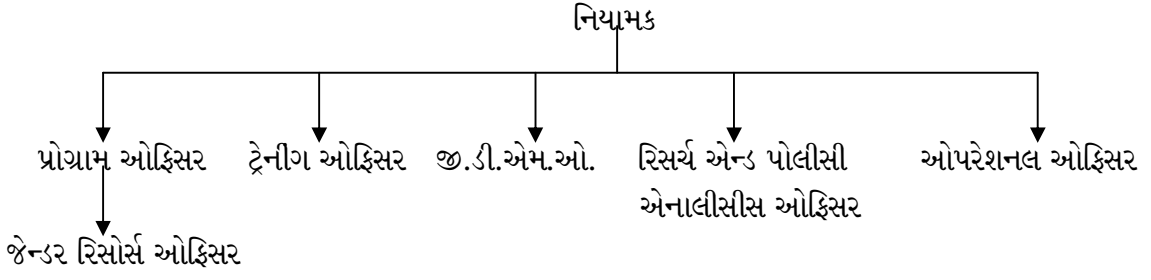 નિયામક
પ્રોગ્રામ ઓફિસર ટ્રેનીંગ ઓફિસર જી.ડી.એમ.ઓ. રિસર્ચ એન્ડ પોલીસી ઓપરેશનલ ઓફિસર
એનાલીસીસ ઓફિસર
જેન્ડર રિસોર્સ ઓફિસર